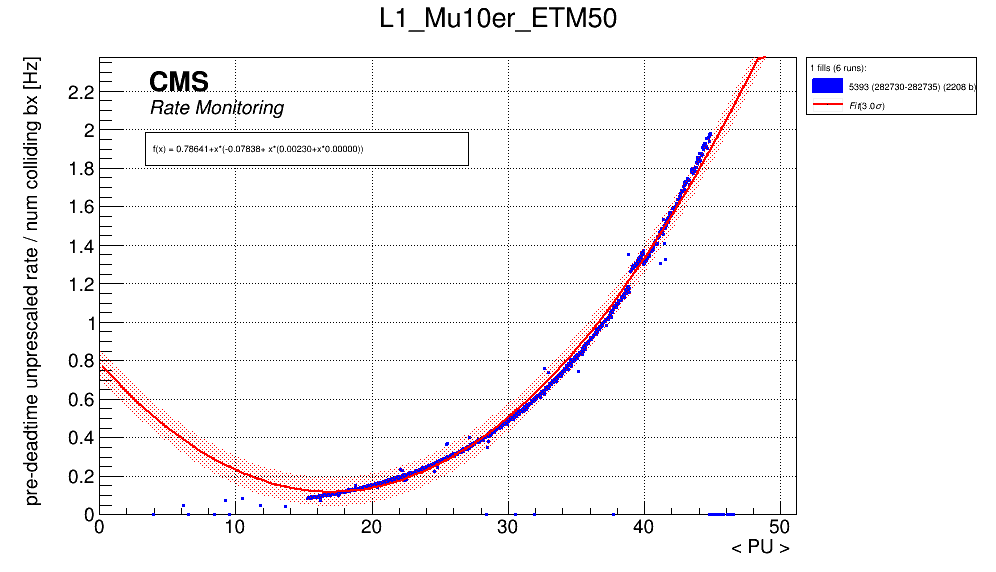 L1_Mu10er_ETM50
pre-deadtime unprescaled rate / num colliding bx [Hz]
CMS
Rate Monitoring
f(x) = 0.78641+x*(-0.07838+ x*(0.00230+x*0.00000))
2.2
2
1.8
1.6
1.4
1.2
1
0.8
0.6
0.4
0.2
0
0 10 20 30 40 50
< PU >
1 fills (6 runs):
5393 (282730-282735) (2208 b)
Fit(3.0σ)